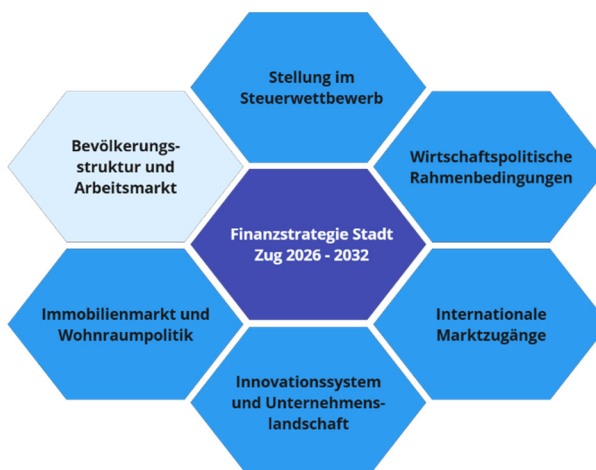 Stellung im
Steuerwettbewerb
Bevölkerungs-
struktur und
Arbeitsmarkt
Wirtschaftspolitische
Rahmenbedingungen
Finanzstrategie Stadt
Zug 2026 - 2032
Immobilienmarkt und
Wohnraumpolitik
Internationale
Marktzugänge
Innovationssystem
und Unternehmens-
landschaft